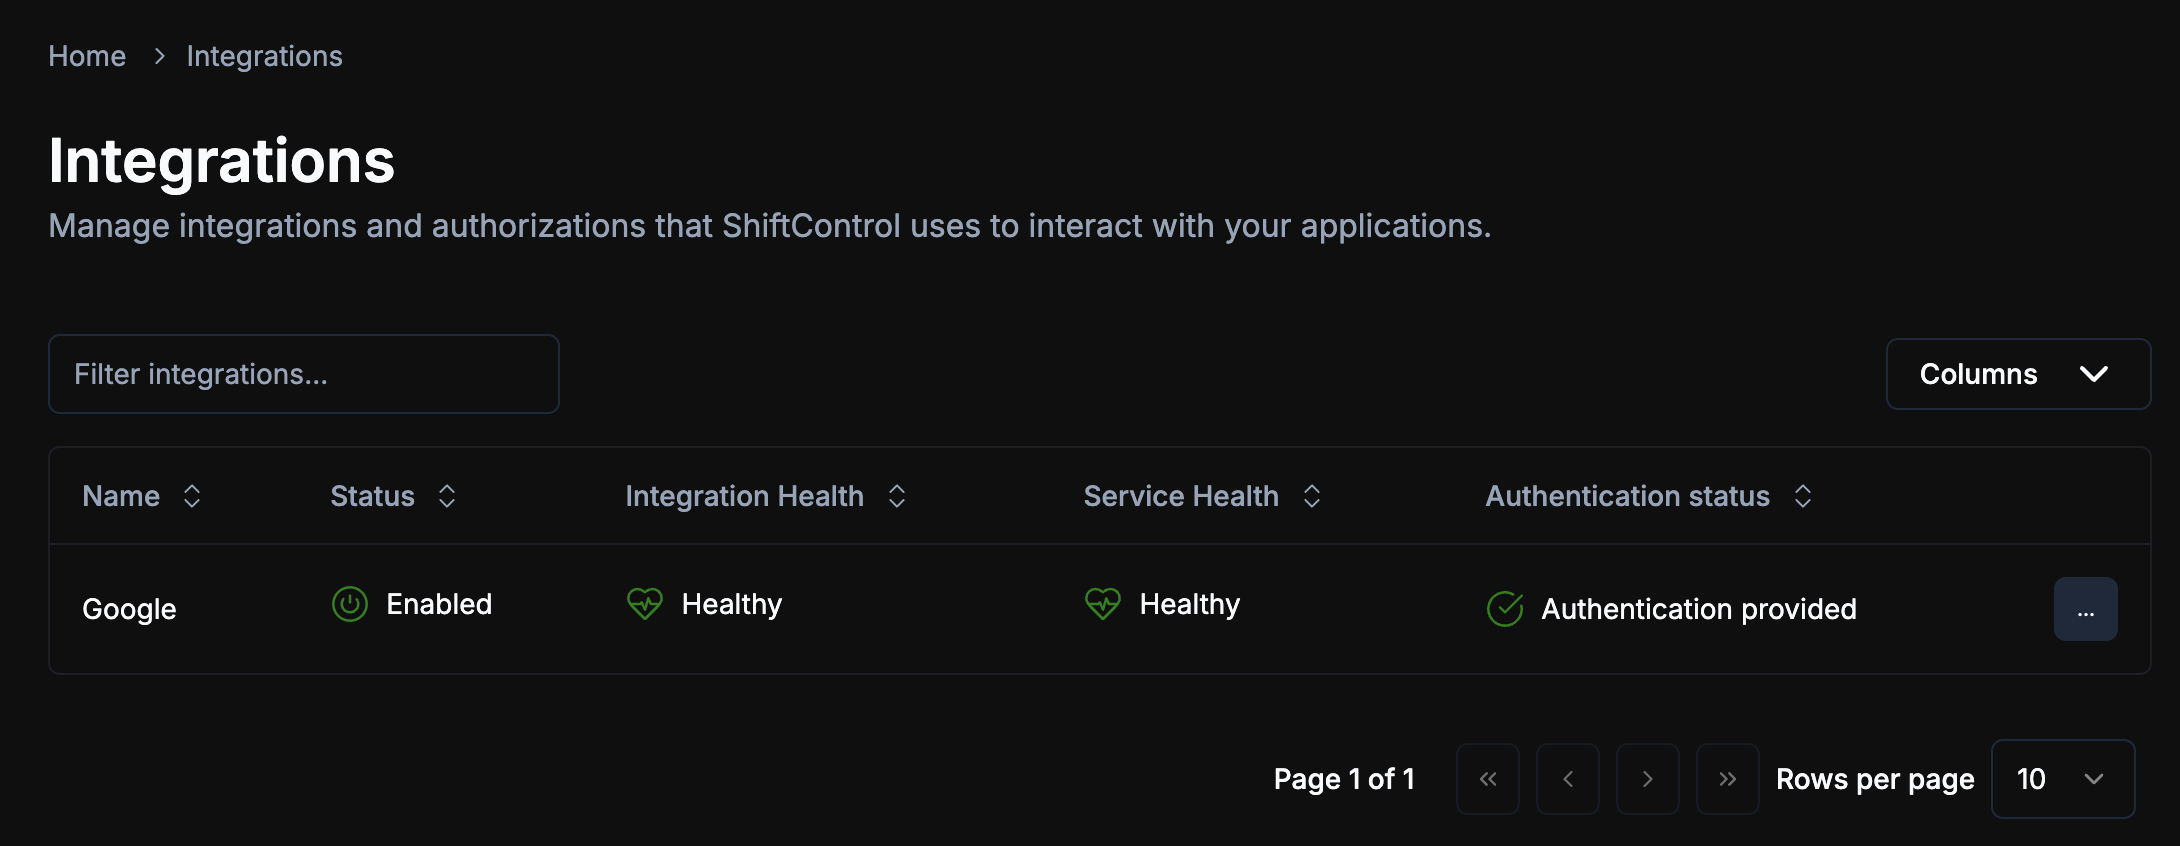 Home > Integrations
Integrations
Manage integrations and authorizations that ShiftControl uses to interact with your applications.
Filter integrations...
Columns
Name Status Integration Health Service Health Authentication status
Google Enabled Healthy Healthy Authentication provided ...
Page 1 of 1 « ‹ › » Rows per page 10